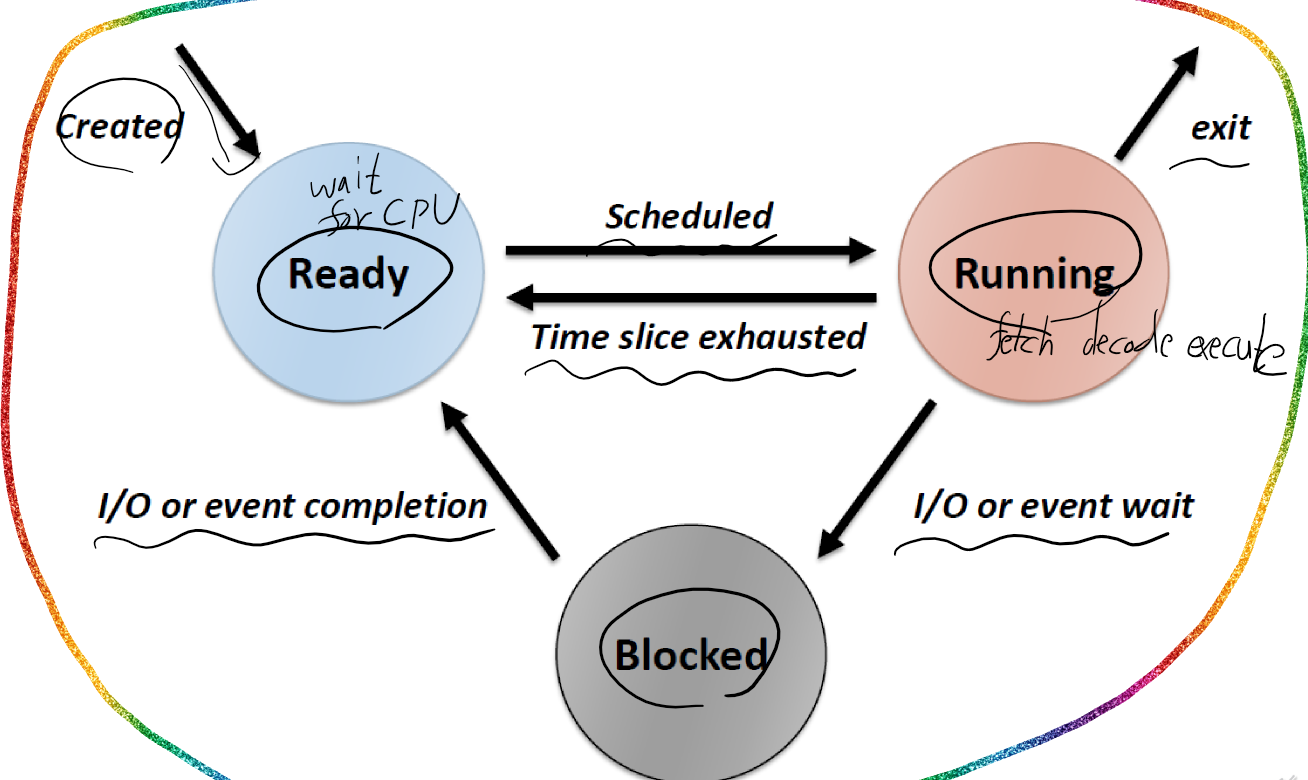 Created
exit
wait
for CPU
Scheduled
Ready
Running
Time slice exhausted
fetch decode execute
I/O or event completion
I/O or event wait
Blocked